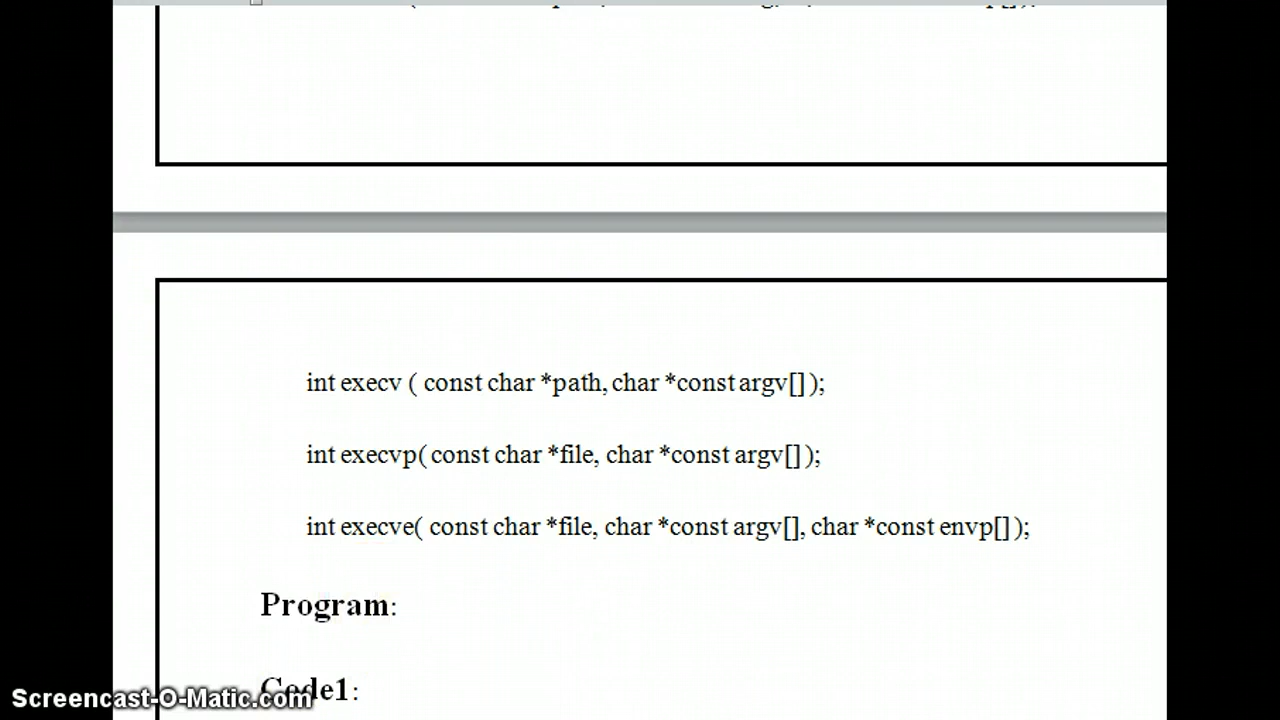 int execv ( const char *path, char *const argv[] );
int execvp( const char *file, char *const argv[] );
int execve( const char *file, char *const argv[], char *const envp[] );
Program:
Code1:
Screencast-O-Matic.com